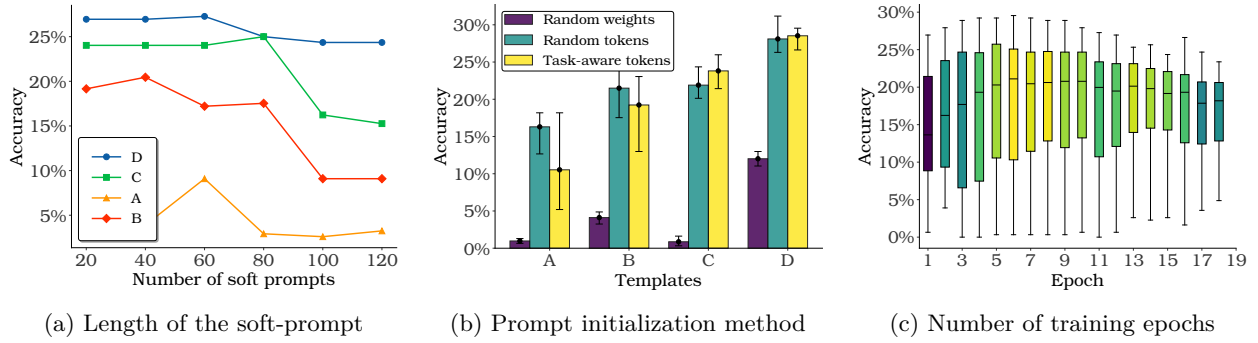 25%
20%
15%
10%
5%
Accuracy
D
C
A
B
20 40 60 80 100 120
Number of soft prompts
(a) Length of the soft-prompt
30%
25%
20%
15%
10%
5%
0%
Accuracy
Random weights
Random tokens
Task-aware tokens
A B C D
Templates
(b) Prompt initialization method
30%
25%
20%
15%
10%
5%
0%
Accuracy
1 3 5 7 9 11 13 15 17 19
Epoch
(c) Number of training epochs